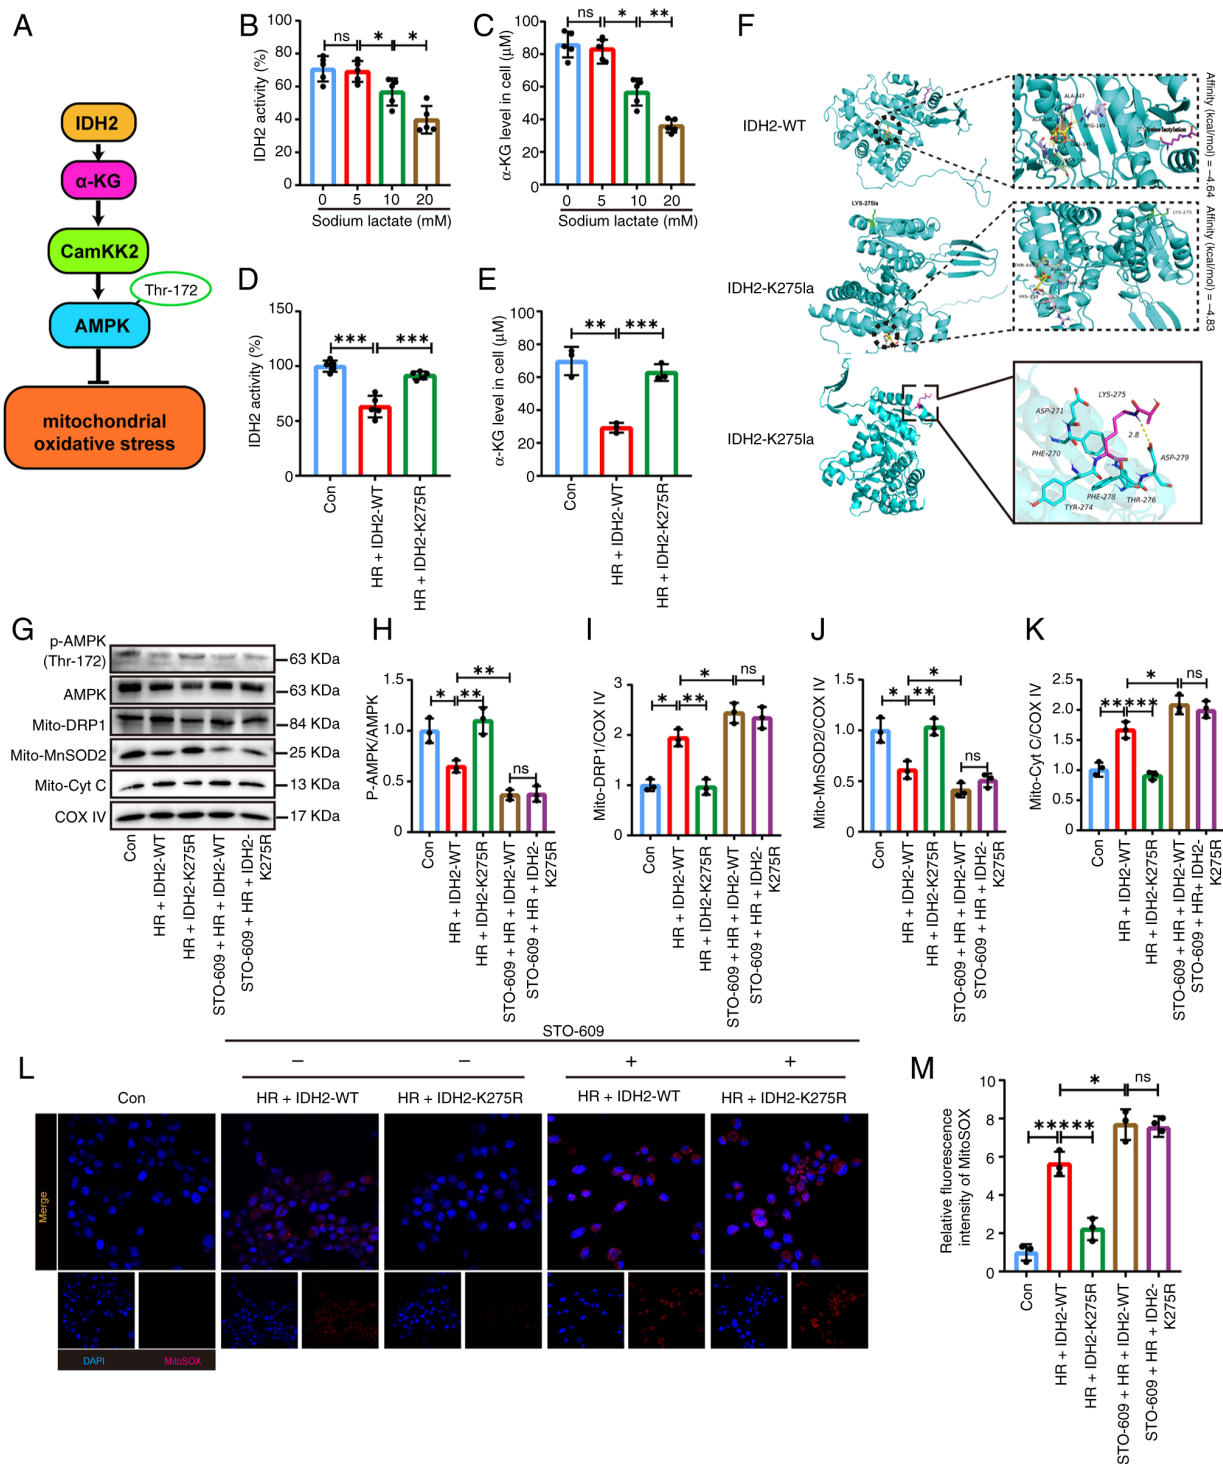 A
IDH2
α-KG
CamKK2
Thr-172
AMPK
mitochondrial
oxidative stress
B
IDH2 activity (%)
100
80
60
40
20
0
ns
*
*
0 5 10 20
Sodium lactate (mM)
C
α-KG level in cell (μM)
100
80
60
40
20
0
ns
*
**
0 5 10 20
Sodium lactate (mM)
D
IDH2 activity (%)
150
100
50
0
***
***
Con
HR + IDH2-WT
HR + IDH2-K275R
E
α-KG level in cell (μM)
100
80
60
40
20
0
**
***
Con
HR + IDH2-WT
HR + IDH2-K275R
F
IDH2-WT
Affinity (kcal/mol) = –4.64
LYS-275la
IDH2-K275la
LYS-275
Affinity (kcal/mol) = –4.83
IDH2-K275la
LYS-275
ASP-271
2.8
PHE-270
ASP-279
PHE-278
THR-276
TYR-274
G
p-AMPK
(Thr-172)
63 KDa
AMPK
63 KDa
Mito-DRP1
84 KDa
Mito-MnSOD2
25 KDa
Mito-Cyt C
13 KDa
COX IV
17 KDa
Con
HR + IDH2-WT
HR + IDH2-K275R
STO-609 + HR + IDH2-WT
STO-609 + HR + IDH2-
K275R
H
P-AMPK/AMPK
1.5
1.0
0.5
0
*
**
**
ns
Con
HR + IDH2-WT
HR + IDH2-K275R
STO-609 + HR + IDH2-WT
STO-609 + HR + IDH2-
K275R
I
Mito-DRP1/COX IV
3
2
1
0
*
**
*
ns
Con
HR + IDH2-WT
HR + IDH2-K275R
STO-609 + HR + IDH2-WT
STO-609 + HR + IDH2-
K275R
J
Mito-MnSOD2/COX IV
1.5
1.0
0.5
0
*
**
*
ns
Con
HR + IDH2-WT
HR + IDH2-K275R
STO-609 + HR + IDH2-WT
STO-609 + HR + IDH2-
K275R
K
Mito-Cyt C/COX IV
2.5
2.0
1.5
1.0
0.5
0
**
***
*
ns
Con
HR + IDH2-WT
HR + IDH2-K275R
STO-609 + HR + IDH2-WT
STO-609 + HR+ IDH2-
K275R
L
STO-609
– – + +
Con
HR + IDH2-WT
HR + IDH2-K275R
HR + IDH2-WT
HR + IDH2-K275R
Merge
DAPI
MitoSOX
M
Relative fluorescence
intensity of MitoSOX
10
8
6
4
2
0
**
***
*
ns
Con
HR + IDH2-WT
HR + IDH2-K275R
STO-609 + HR + IDH2-WT
STO-609 + HR + IDH2-
K275R